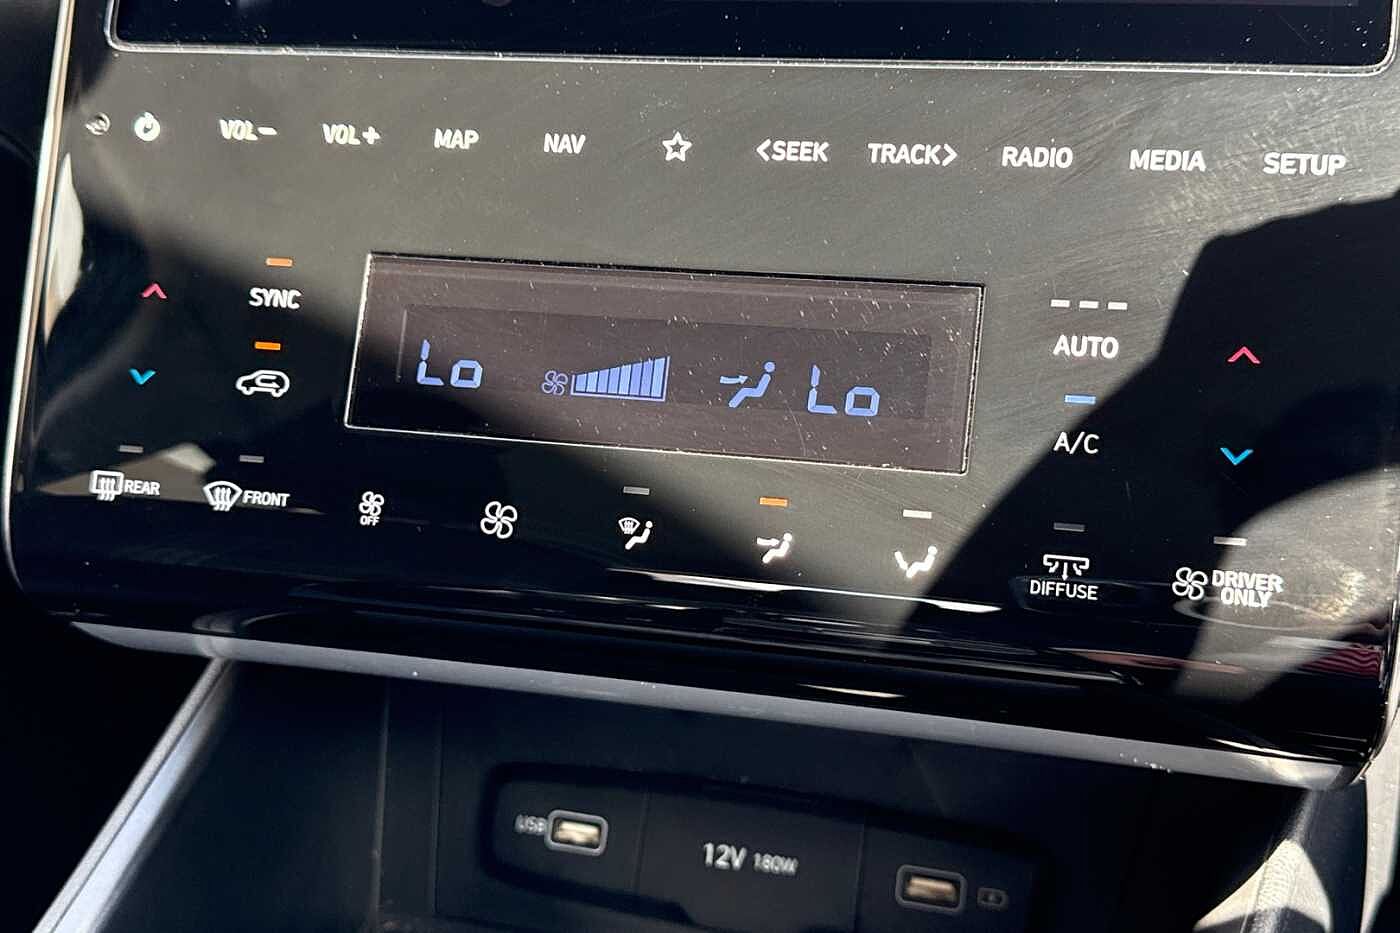 VOL− VOL+ MAP NAV <SEEK TRACK> RADIO MEDIA SETUP
SYNC
AUTO
Lo Lo
A/C
REAR FRONT
OFF
DIFFUSE
DRIVER
ONLY
USB
12V 180W